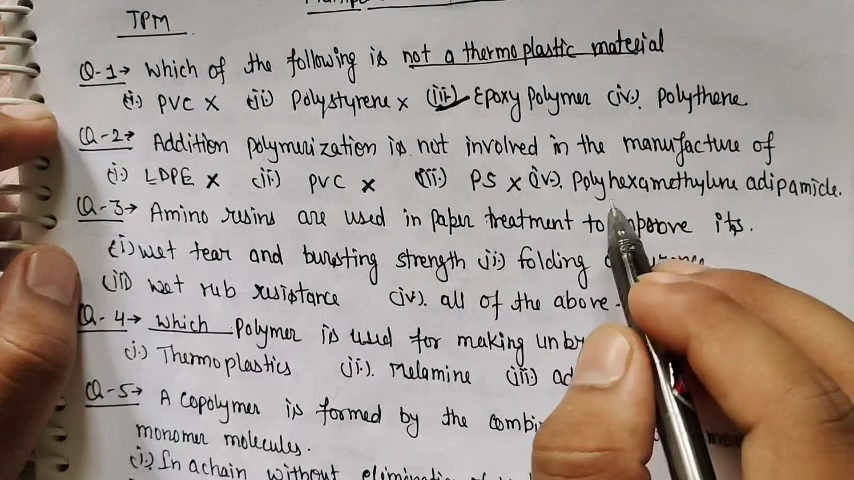 TPM
Q-1→ Which of the following is not a thermoplastic material
(i.) PVC × (ii) Polystyrene × (iii) Epoxy Polymer (iv). Polythene
Q-2→ Addition polymerization is not involved in the manufacture of
(i.) LDPE × (ii) PVC × (iii) PS × (iv). Polyhexamethylene adipamide.
Q-3→ Amino resins are used in paper treatment to improve its.
(i) wet tear and bursting strength (ii) folding
(iii) wet rub resistance (iv). all of the above.
Q-4→ which Polymer is used for making
(i.) Thermoplastics (ii). Melamine (iii)
Q-5→ A copolymer is formed by the
monomer molecules.
(i.) In a chain without